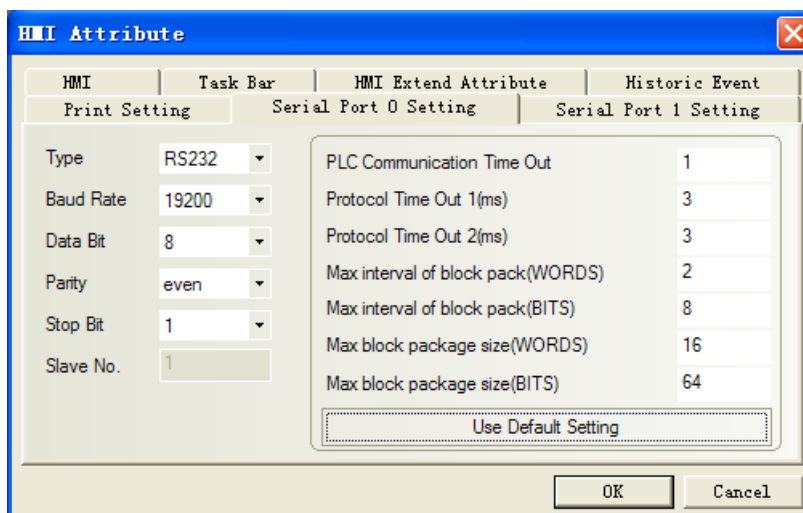 HMI Attribute
HMI
Task Bar
HMI Extend Attribute
Historic Event
Print Setting
Serial Port 0 Setting
Serial Port 1 Setting
Type RS232
Baud Rate 19200
Data Bit 8
Parity even
Stop Bit 1
Slave No. 1
PLC Communication Time Out 1
Protocol Time Out 1(ms) 3
Protocol Time Out 2(ms) 3
Max interval of block pack(WORDS) 2
Max interval of block pack(BITS) 8
Max block package size(WORDS) 16
Max block package size(BITS) 64
Use Default Setting
OK
Cancel